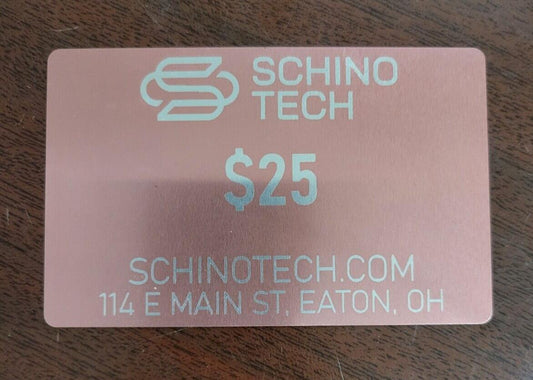 SCHINO
TECH
$25
SCHINOTECH.COM
114 E MAIN ST, EATON, OH